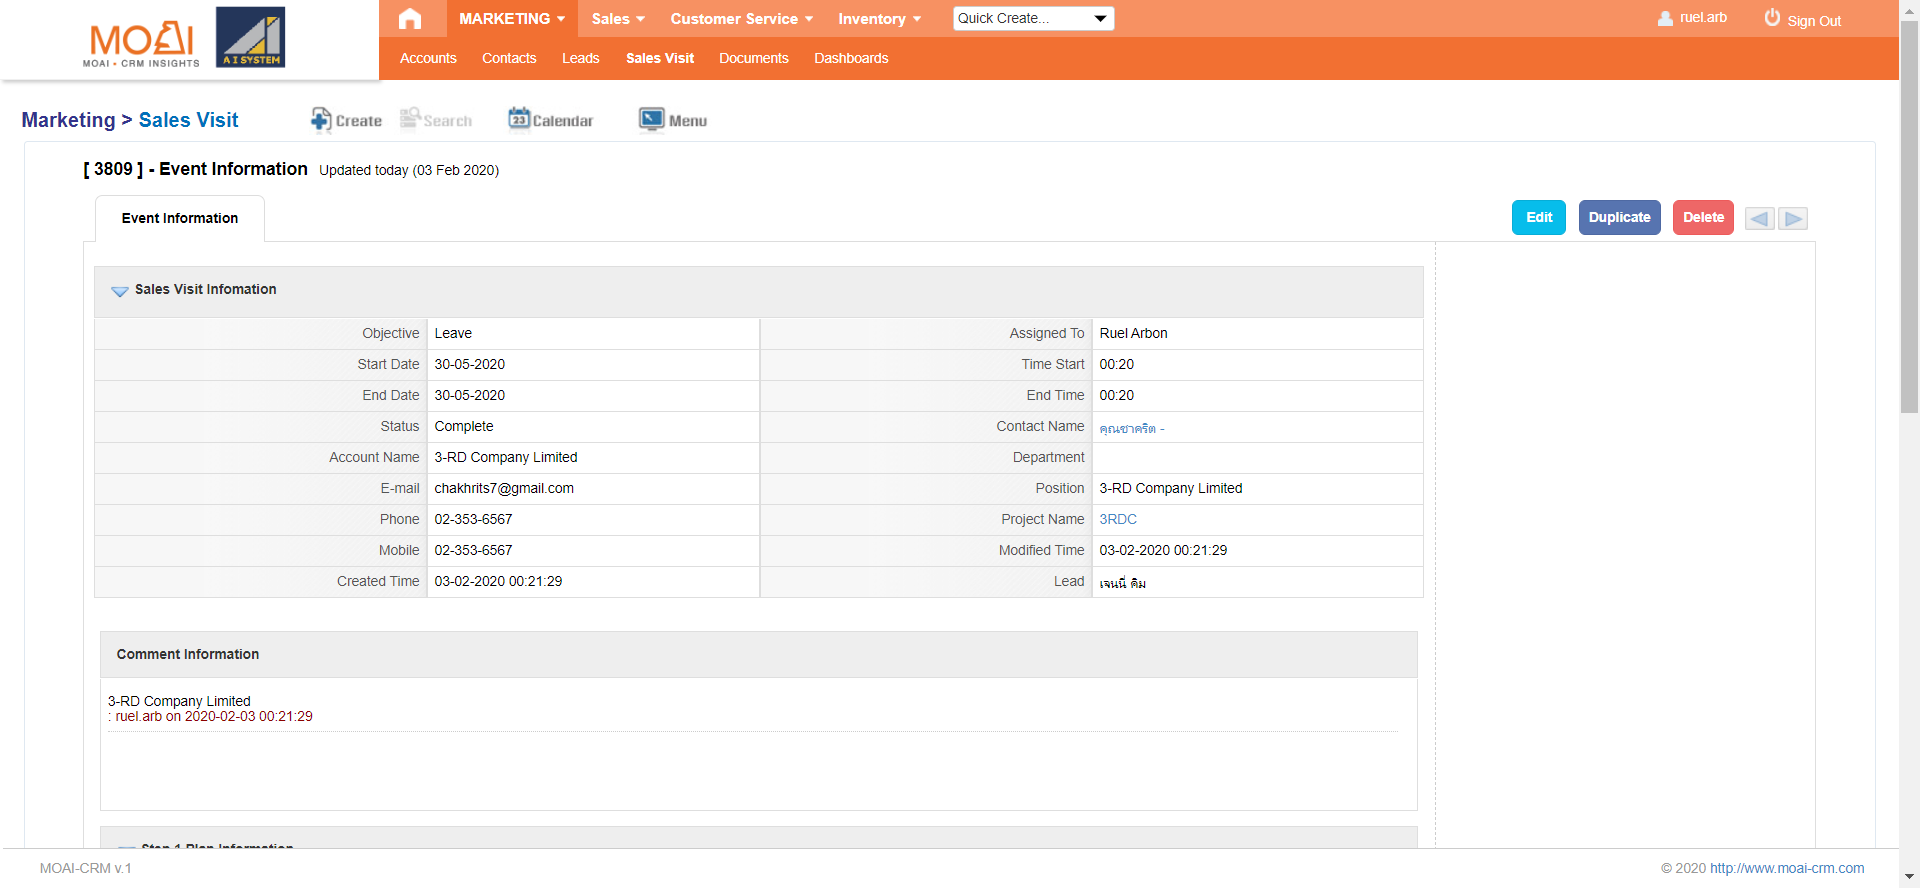 MOAI
MOAI • CRM INSIGHTS
A I SYSTEM
MARKETING
Sales
Customer Service
Inventory
Quick Create...
ruel.arb
Sign Out
Accounts
Contacts
Leads
Sales Visit
Documents
Dashboards
Marketing > Sales Visit
Create
Search
23
Calendar
Menu
[ 3809 ] - Event Information Updated today (03 Feb 2020)
Event Information
Edit
Duplicate
Delete
Sales Visit Infomation
Objective Leave Assigned To Ruel Arbon
Start Date 30-05-2020 Time Start 00:20
End Date 30-05-2020 End Time 00:20
Status Complete Contact Name คุณชาคริต -
Account Name 3-RD Company Limited Department
E-mail chakhrits7@gmail.com Position 3-RD Company Limited
Phone 02-353-6567 Project Name 3RDC
Mobile 02-353-6567 Modified Time 03-02-2020 00:21:29
Created Time 03-02-2020 00:21:29 Lead เจนนี่ คิม
Comment Information
3-RD Company Limited
: ruel.arb on 2020-02-03 00:21:29
Step 1 Plan Information
MOAI-CRM v.1
© 2020 http://www.moai-crm.com